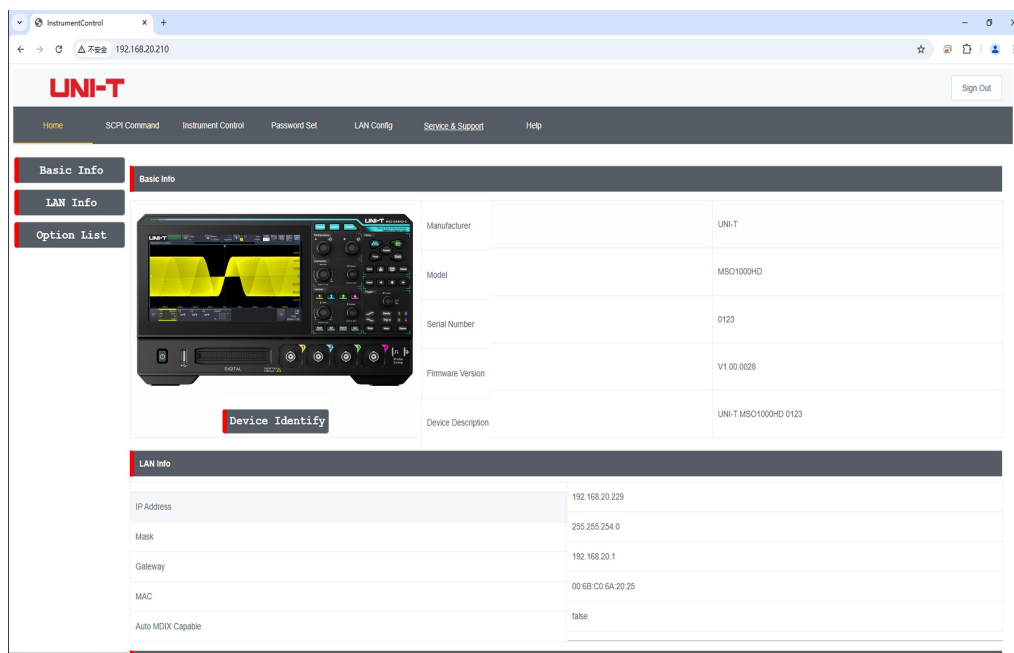 InstrumentControl
不安全 192.168.20.210
UNI-T
Sign Out
Home SCPI Command Instrument Control Password Set LAN Config Service & Support Help
Basic Info
LAN Info
Option List
Basic Info
UNI-T
UNI-T
DIGITAL
Device Identify
Manufacturer UNI-T
Model MSO1000HD
Serial Number 0123
Firmware Version V1.00.0028
Device Description UNI-T MSO1000HD 0123
LAN Info
IP Address 192.168.20.229
Mask 255.255.254.0
Gateway 192.168.20.1
MAC 00:6B:C0:6A:20:25
Auto MDIX Capable false